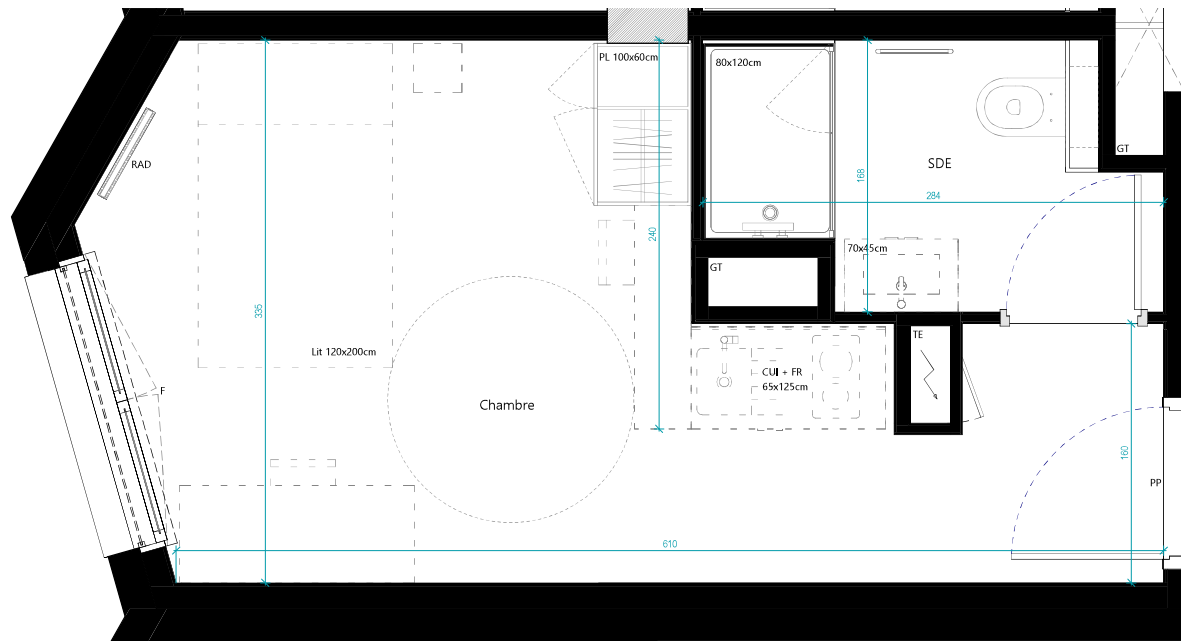 PL 100x60cm
80x120cm
RAD
SDE
GT
168
284
240
70x45cm
GT
335
TE
Lit 120x200cm
CUI + FR
65x125cm
F
Chambre
160
PP
610